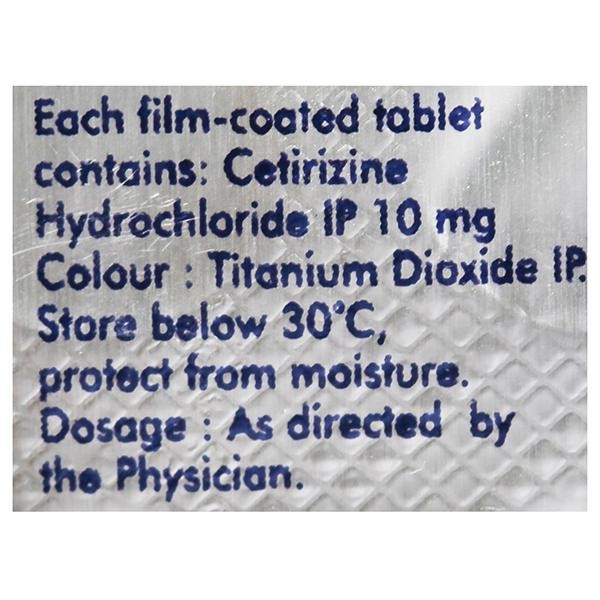 Each film-coated tablet
contains: Cetirizine
Hydrochloride IP 10 mg
Colour : Titanium Dioxide IP.
Store below 30°C,
protect from moisture.
Dosage : As directed by
the Physician.